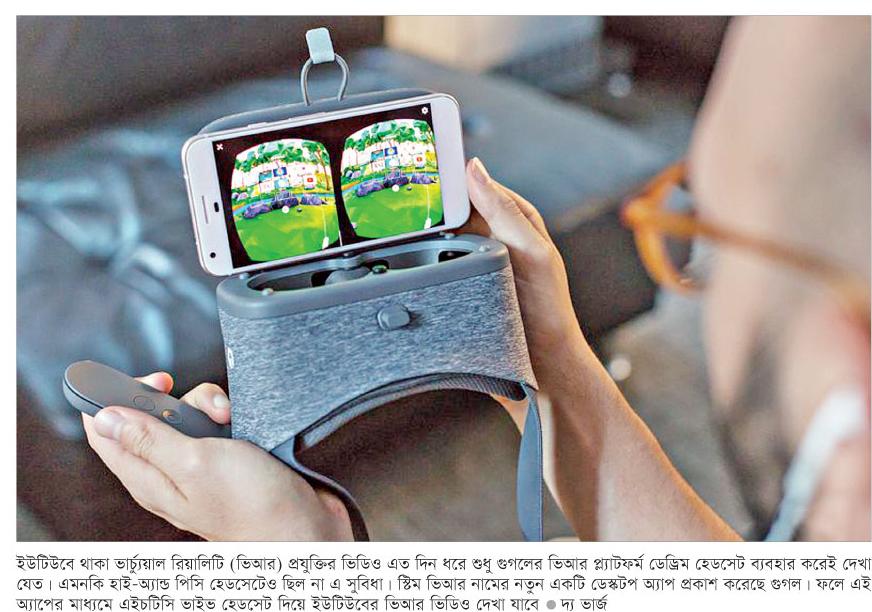 ইউটিউবে থাকা ভার্চ্যুয়াল রিয়ালিটি (ভিআর) প্রযুক্তির ভিডিও এত দিন ধরে শুধু গুগলের ভিআর প্ল্যাটফর্ম ডেড্রিম হেডসেট ব্যবহার করেই দেখা
যেত। এমনকি হাই-অ্যান্ড পিসি হেডসেটেও ছিল না এ সুবিধা। স্টিম ভিআর নামের নতুন একটি ডেস্কটপ অ্যাপ প্রকাশ করেছে গুগল। ফলে এই
অ্যাপের মাধ্যমে এইচটিসি ভাইভ হেডসেট দিয়ে ইউটিউবের ভিআর ভিডিও দেখা যাবে ● দ্য ভার্জ